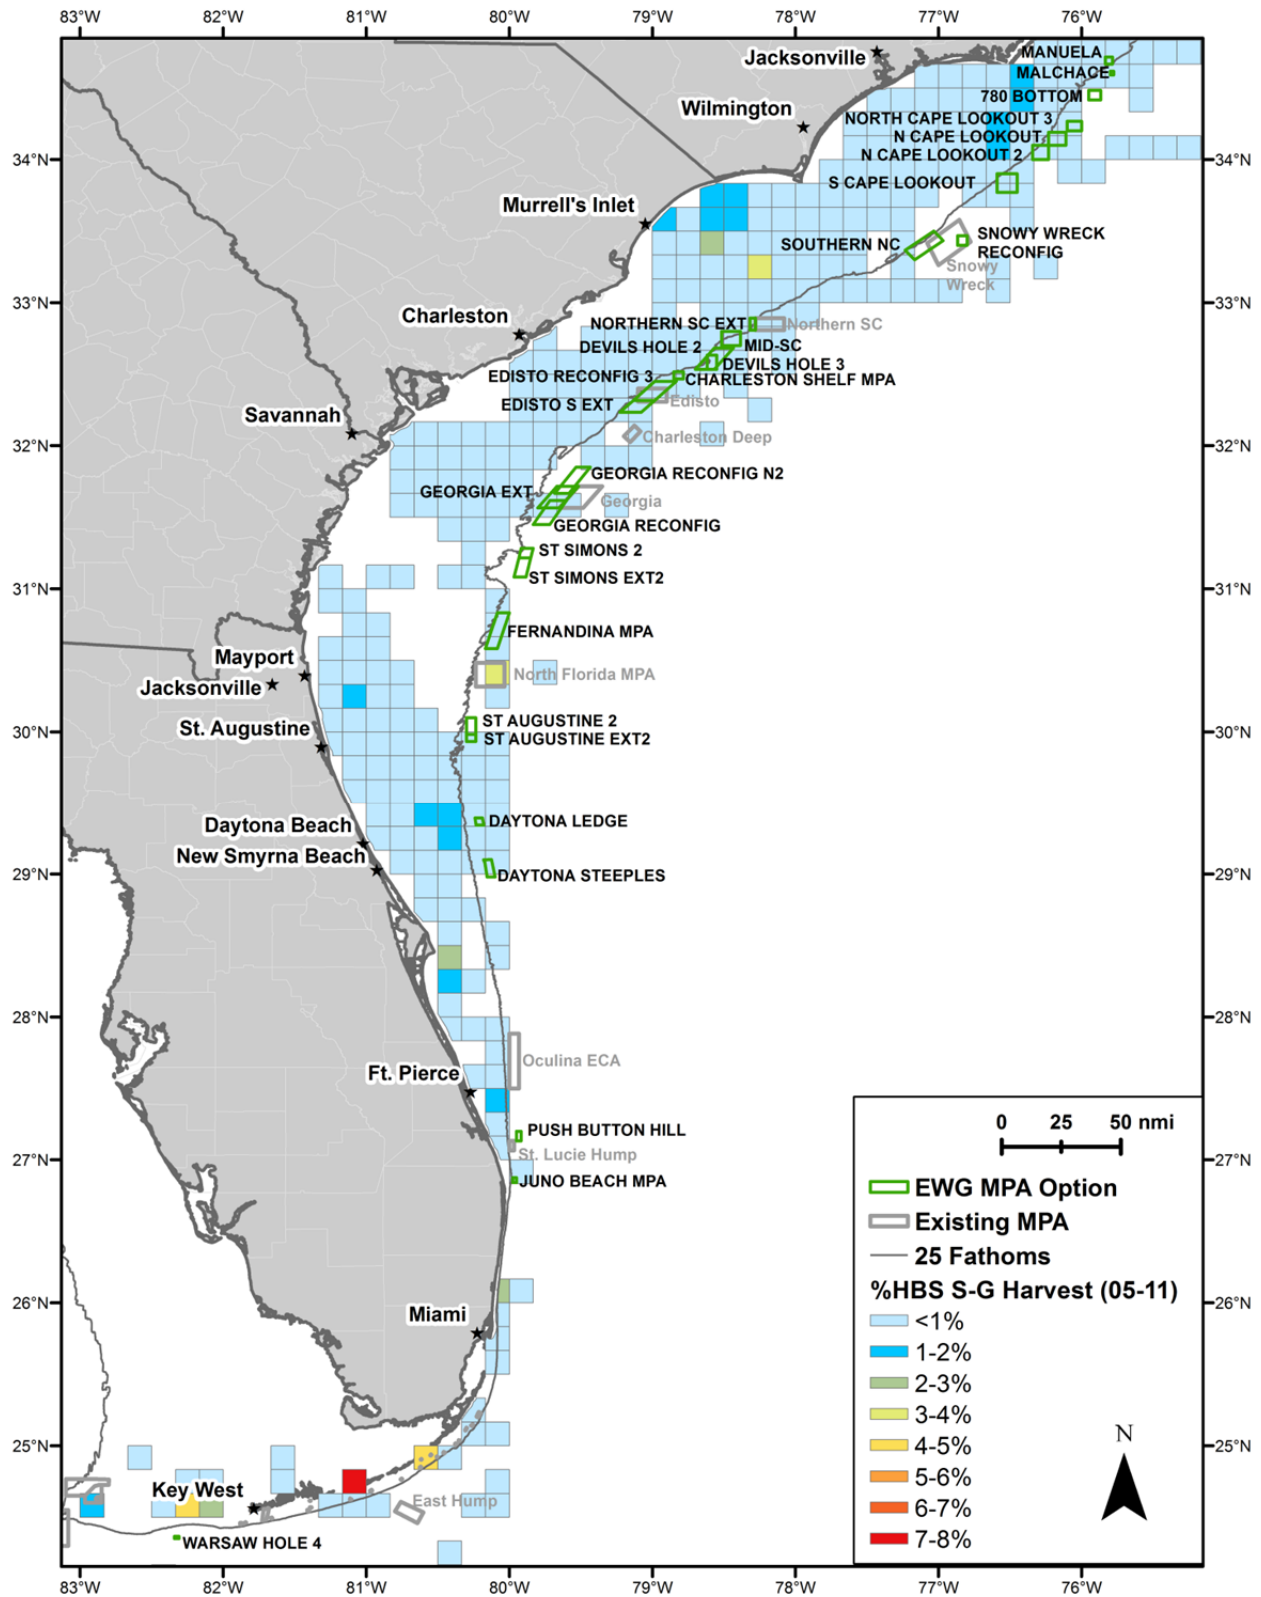 83°W 82°W 81°W 80°W 79°W 78°W 77°W 76°W
Jacksonville
MANUELA
MALCHACE
780 BOTTOM
Wilmington
NORTH CAPE LOOKOUT 3
N CAPE LOOKOUT
34°N
N CAPE LOOKOUT 2
34°N
S CAPE LOOKOUT
Murrell's Inlet
SOUTHERN NC
SNOWY WRECK
RECONFIG
Snowy
Wreck
33°N
33°N
Charleston
NORTHERN SC EXT
Northern SC
DEVILS HOLE 2
MID-SC
DEVILS HOLE 3
EDISTO RECONFIG 3
CHARLESTON SHELF MPA
EDISTO S EXT
Edisto
Savannah
Charleston Deep
32°N
32°N
GEORGIA RECONFIG N2
GEORGIA EXT
Georgia
GEORGIA RECONFIG
ST SIMONS 2
ST SIMONS EXT2
31°N
31°N
FERNANDINA MPA
Mayport
North Florida MPA
Jacksonville
ST AUGUSTINE 2
St. Augustine
30°N
30°N
ST AUGUSTINE EXT2
Daytona Beach
DAYTONA LEDGE
New Smyrna Beach
29°N
29°N
DAYTONA STEEPLES
28°N
28°N
Oculina ECA
Ft. Pierce
PUSH BUTTON HILL
St. Lucie Hump
27°N
27°N
JUNO BEACH MPA
26°N
26°N
Miami
25°N
25°N
Key West
East Hump
WARSAW HOLE 4
0 25 50 nmi
EWG MPA Option
Existing MPA
25 Fathoms
%HBS S-G Harvest (05-11)
<1%
1-2%
2-3%
3-4%
4-5%
5-6%
6-7%
7-8%
N
83°W 82°W 81°W 80°W 79°W 78°W 77°W 76°W